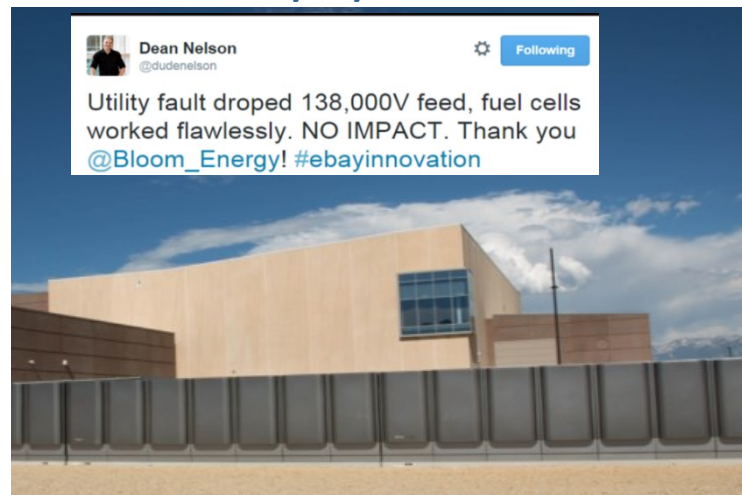 Dean Nelson
@dudenelson
Following
Utility fault droped 138,000V feed, fuel cells
worked flawlessly. NO IMPACT. Thank you
@Bloom_Energy! #ebayinnovation